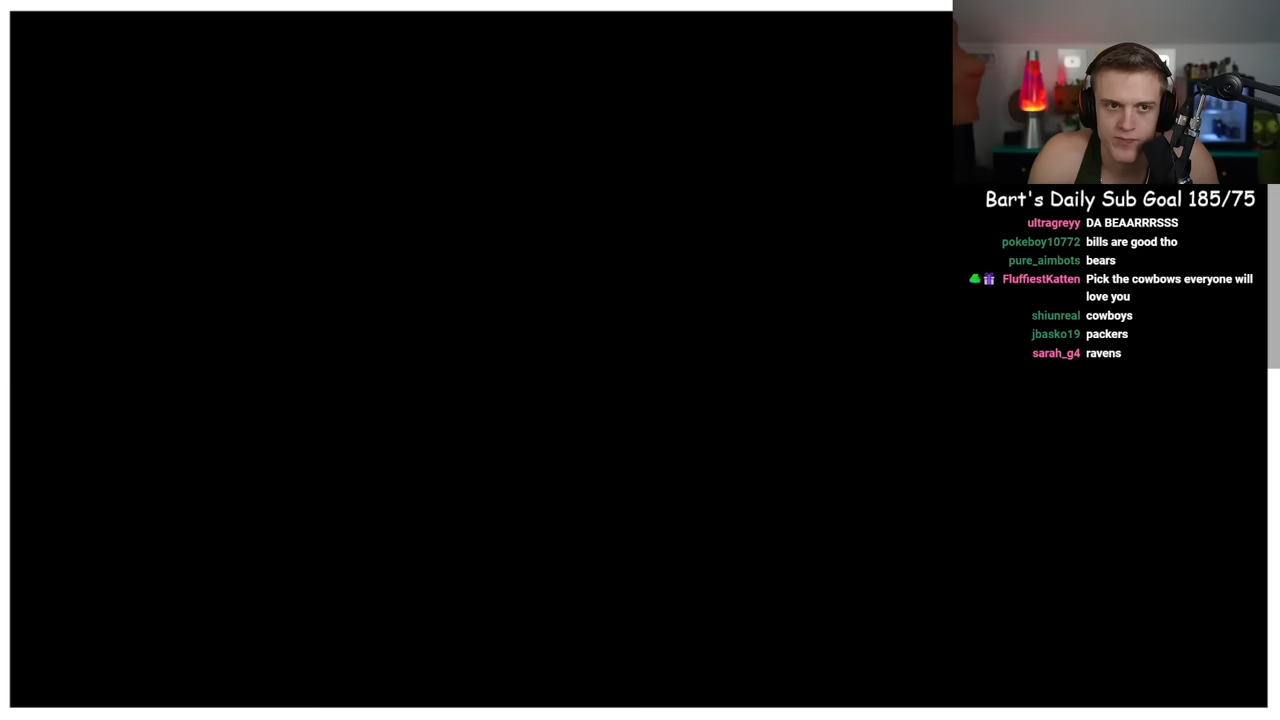 Bart's Daily Sub Goal 185/75
ultragreyy DA BEAARRRSSS
pokeboy10772 bills are good tho
pure_aimbots bears
FluffiestKatten Pick the cowbows everyone will
love you
shiunreal cowboys
jbasko19 packers
sarah_g4 ravens